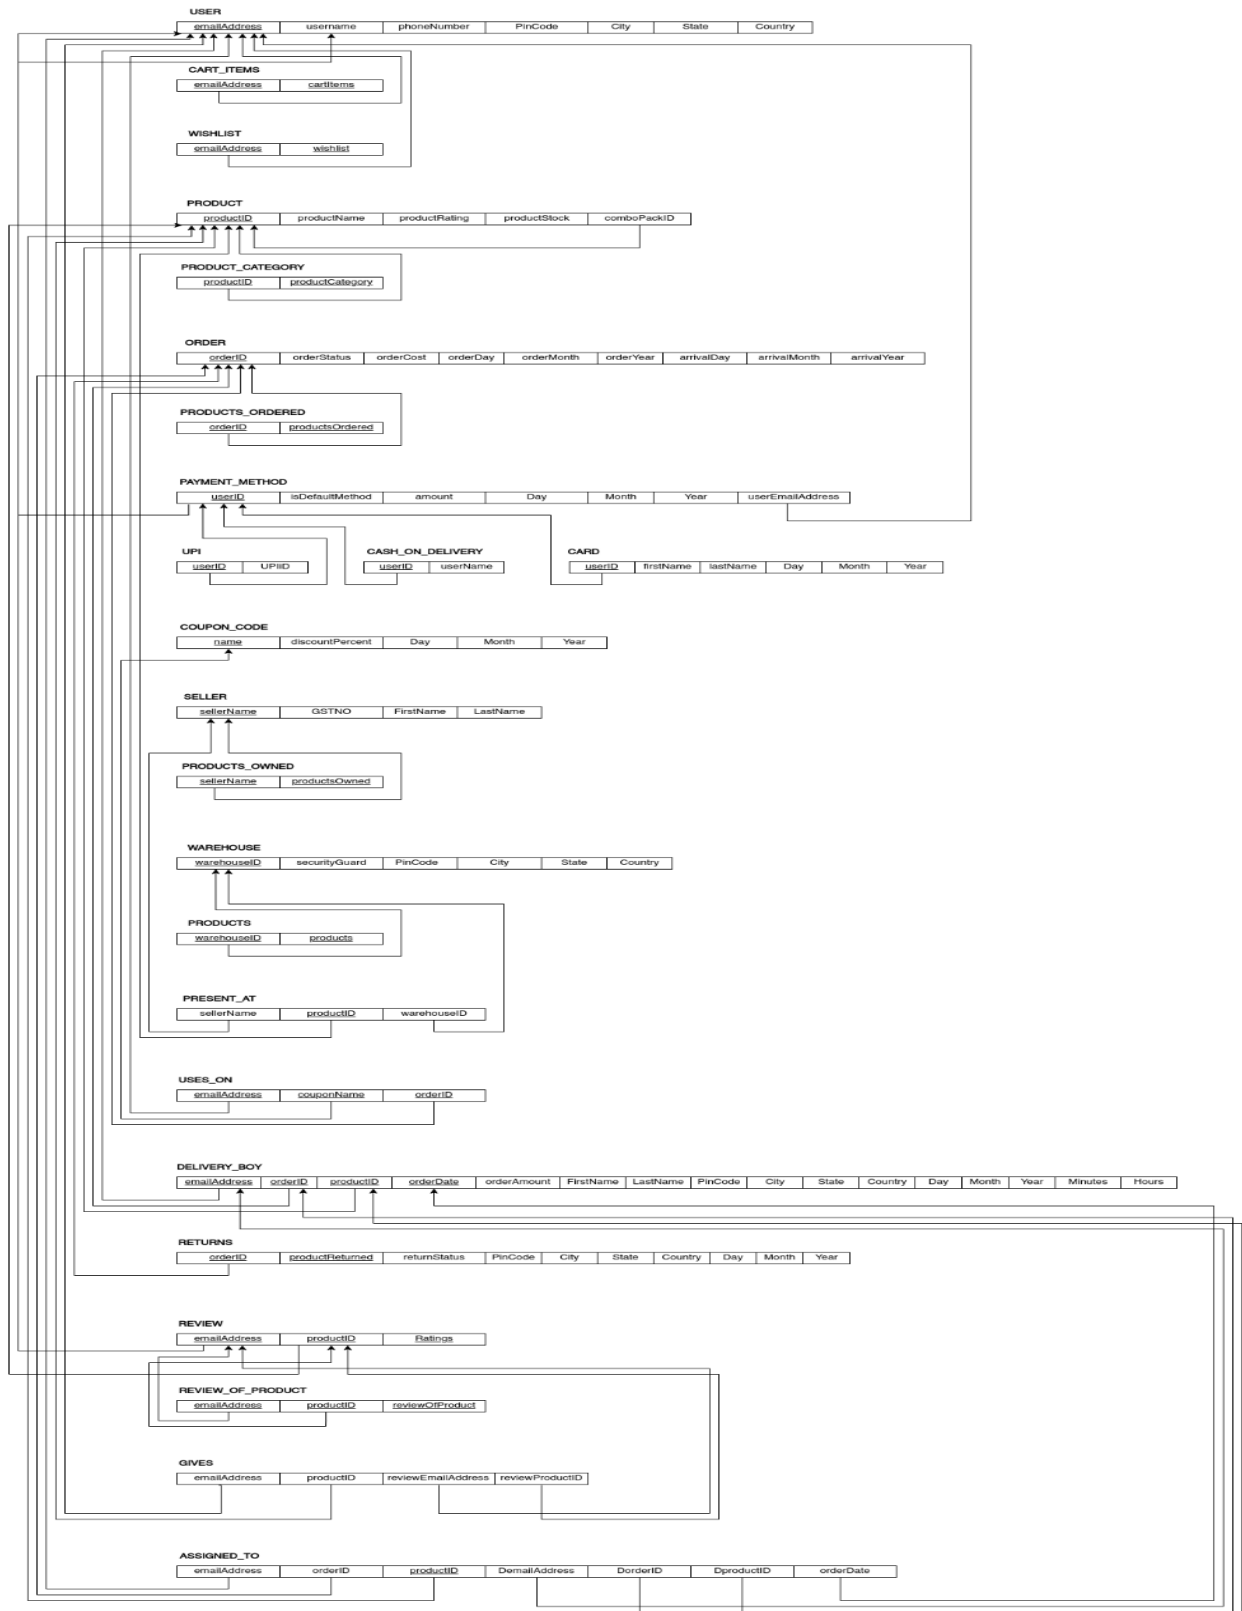 USER
emailAddress username phoneNumber PinCode City State Country
CART_ITEMS
emailAddress cartItems
WISHLIST
emailAddress wishlist
PRODUCT
productID productName productRating productStock comboPackID
PRODUCT_CATEGORY
productID productCategory
ORDER
orderID orderStatus orderCost orderDay orderMonth orderYear arrivalDay arrivalMonth arrivalYear
PRODUCTS_ORDERED
orderID productsOrdered
PAYMENT_METHOD
userID isDefaultMethod amount Day Month Year userEmailAddress
UPI CASH_ON_DELIVERY CARD
userID UPIID userID userName userID firstName lastName Day Month Year
COUPON_CODE
name discountPercent Day Month Year
SELLER
sellerName GSTNO FirstName LastName
PRODUCTS_OWNED
sellerName productsOwned
WAREHOUSE
warehouseID securityGuard PinCode City State Country
PRODUCTS
warehouseID products
PRESENT_AT
sellerName productID warehouseID
USES_ON
emailAddress couponName orderID
DELIVERY_BOY
emailAddress orderID productID orderDate orderAmount FirstName LastName PinCode City State Country Day Month Year Minutes Hours
RETURNS
orderID productReturned returnStatus PinCode City State Country Day Month Year
REVIEW
emailAddress productID Ratings
REVIEW_OF_PRODUCT
emailAddress productID reviewOfProduct
GIVES
emailAddress productID reviewEmailAddress reviewProductID
ASSIGNED_TO
emailAddress orderID productID DemailAddress DorderID DproductID orderDate